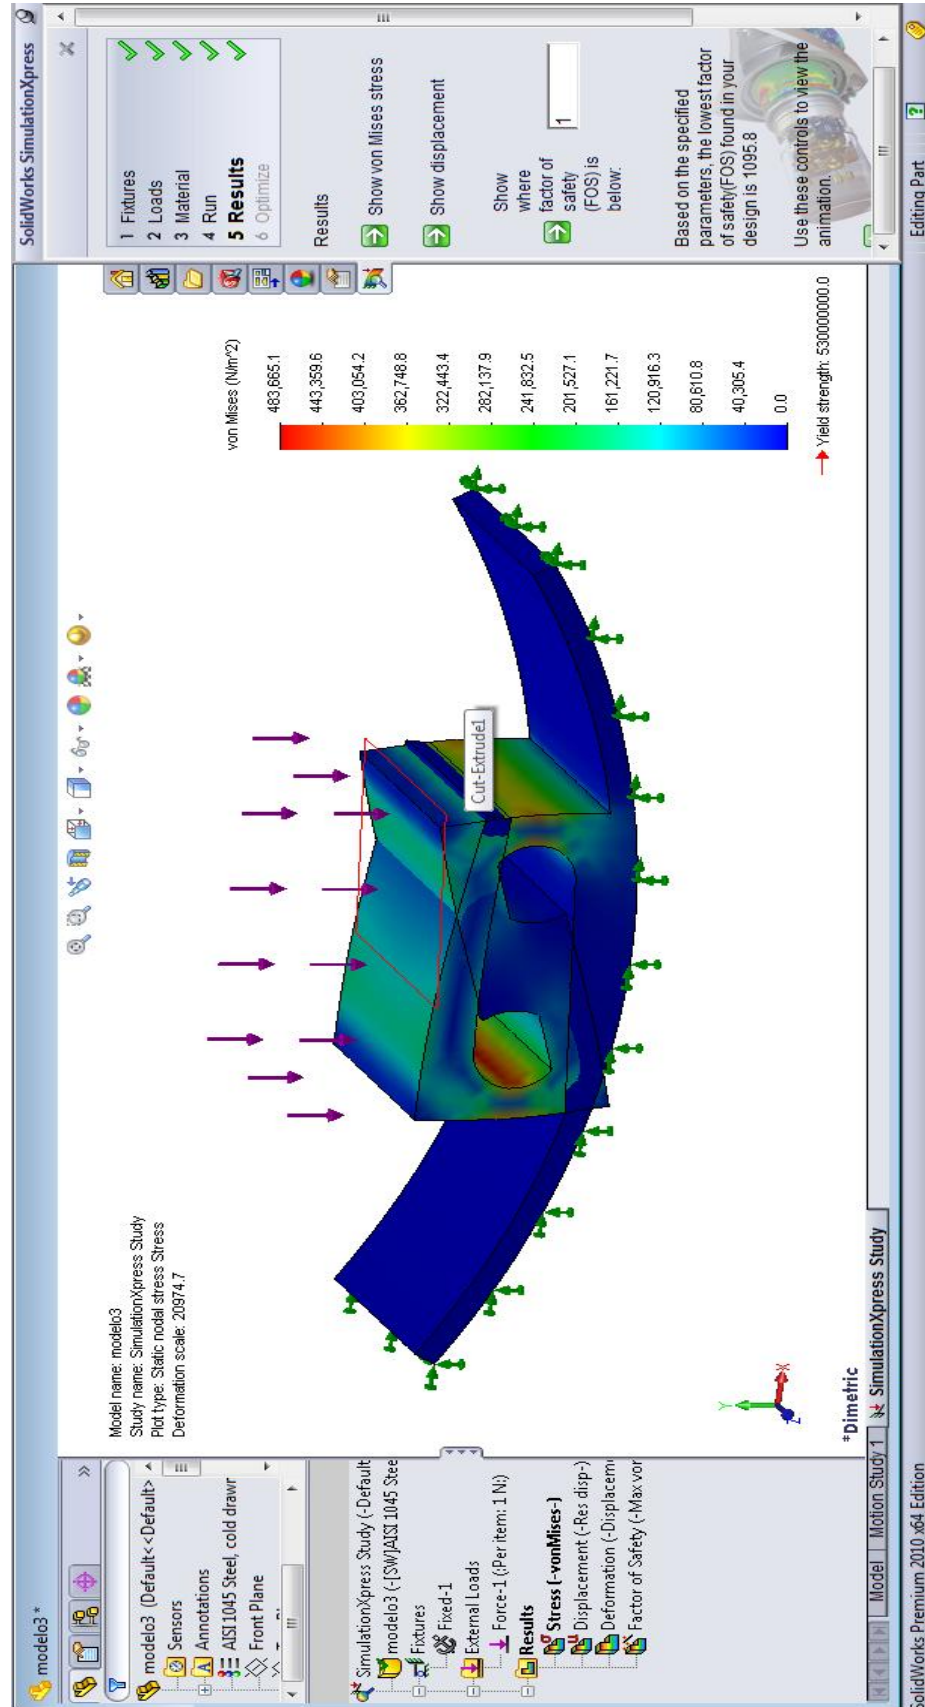 modelo3 *
modelo3 (Default<<Default>
Sensors
Annotations
AISI 1045 Steel, cold drawr
Front Plane
SimulationXpress Study (-Default
modelo3 (-[SW]AISI 1045 Stee
Fixtures
Fixed-1
External Loads
Force-1 (:Per item: 1 N:)
Results
Stress (-vonMises-)
Displacement (-Res disp-)
Deformation (-Displacem
Factor of Safety (-Max vor
Model name: modelo3
Study name: SimulationXpress Study
Plot type: Static nodal stress Stress
Deformation scale: 20974.7
Cut-Extrude1
von Mises (N/m^2)
483,665.1
443,359.6
403,054.2
362,748.8
322,443.4
282,137.9
241,832.5
201,527.1
161,221.7
120,916.3
80,610.8
40,305.4
0.0
Yield strength: 530000000.0
Y
X
Z
*Dimetric
SolidWorks SimulationXpress
1 Fixtures
2 Loads
3 Material
4 Run
5 Results
6 Optimize
Results
Show von Mises stress
Show displacement
Show
where
factor of
safety
(FOS) is
below:
1
Based on the specified
parameters, the lowest factor
of safety(FOS) found in your
design is 1095.8
Use these controls to view the
animation.
Model
Motion Study 1
SimulationXpress Study
SolidWorks Premium 2010 x64 Edition
Editing Part